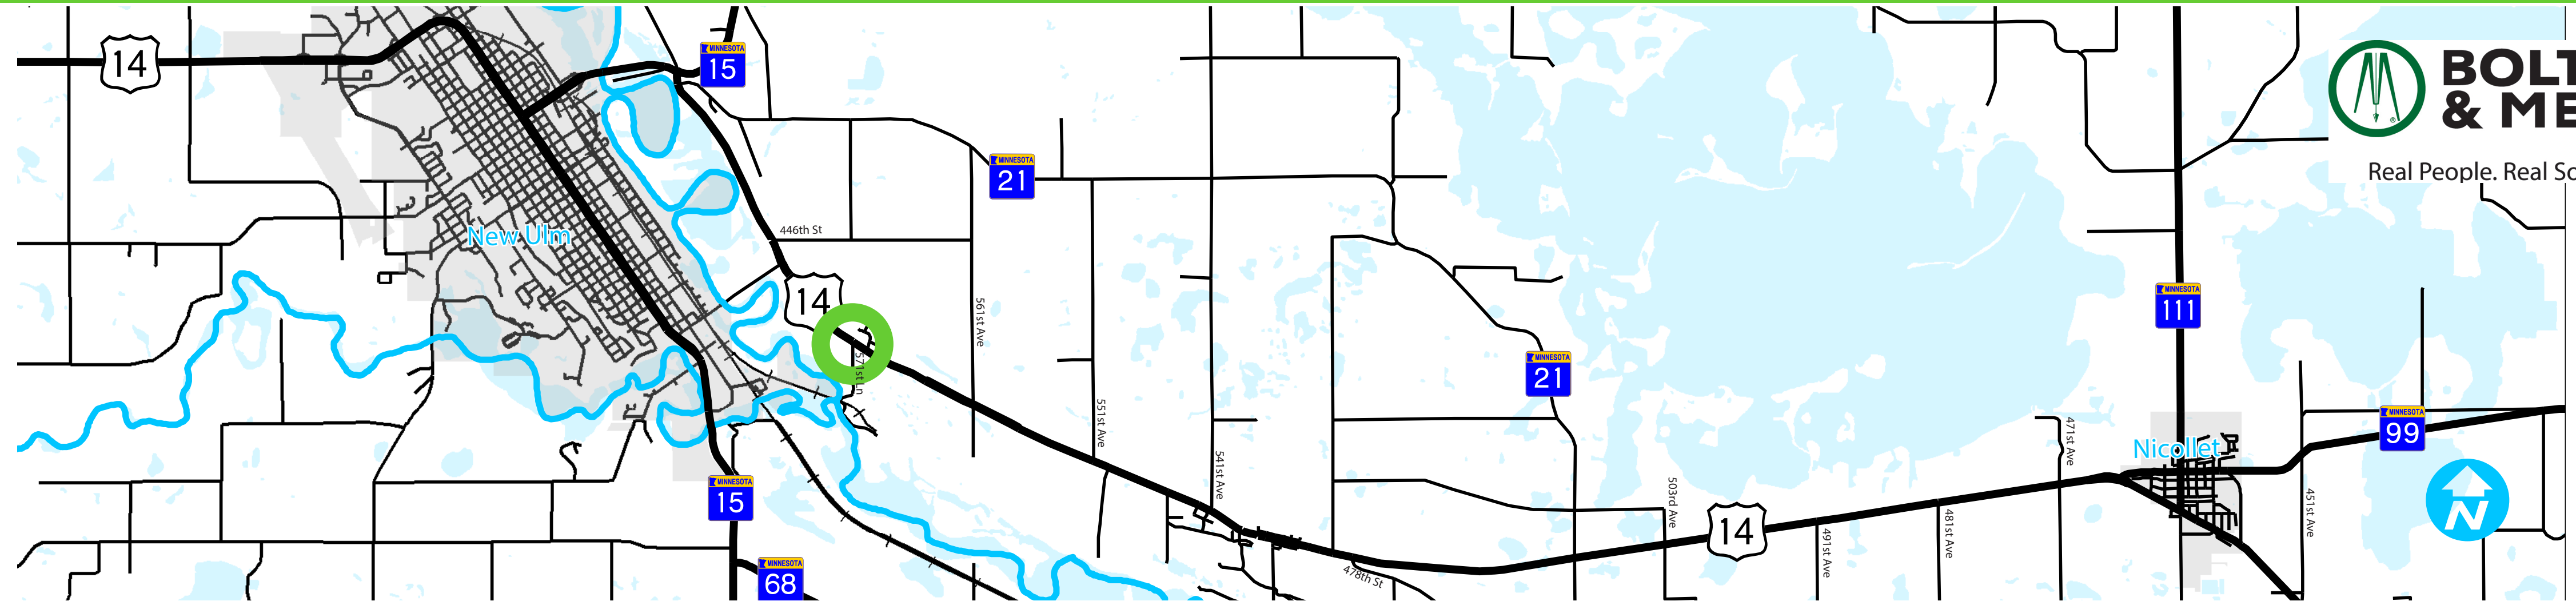 14
MINNESOTA
15
BOLT
& ME
Real People. Real So
MINNESOTA
21
446th St
New Ulm
14
561st Ave
571st Ln
MINNESOTA
111
MINNESOTA
21
551st Ave
541st Ave
471st Ave
Nicollet
MINNESOTA
99
MINNESOTA
15
503rd Ave
14
491st Ave
481st Ave
451st Ave
N
478th St
MINNESOTA
68